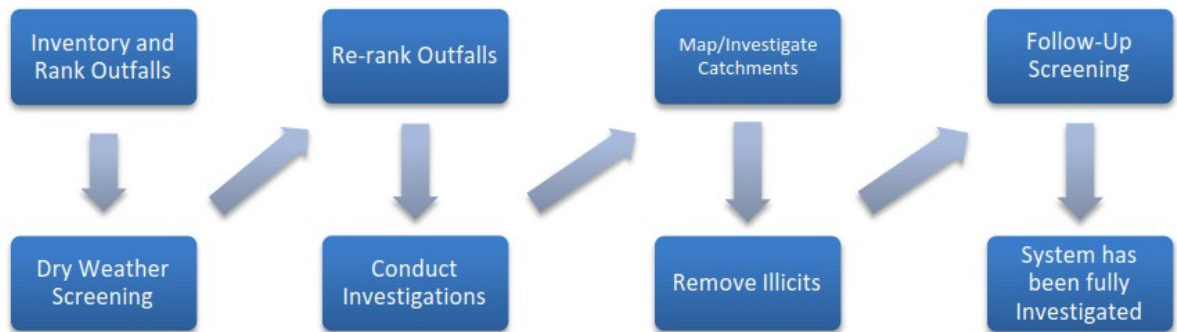 Inventory and
Rank Outfalls
Dry Weather
Screening
Re-rank Outfalls
Conduct
Investigations
Map/Investigate
Catchments
Remove Illicits
Follow-Up
Screening
System has
been fully
Investigated